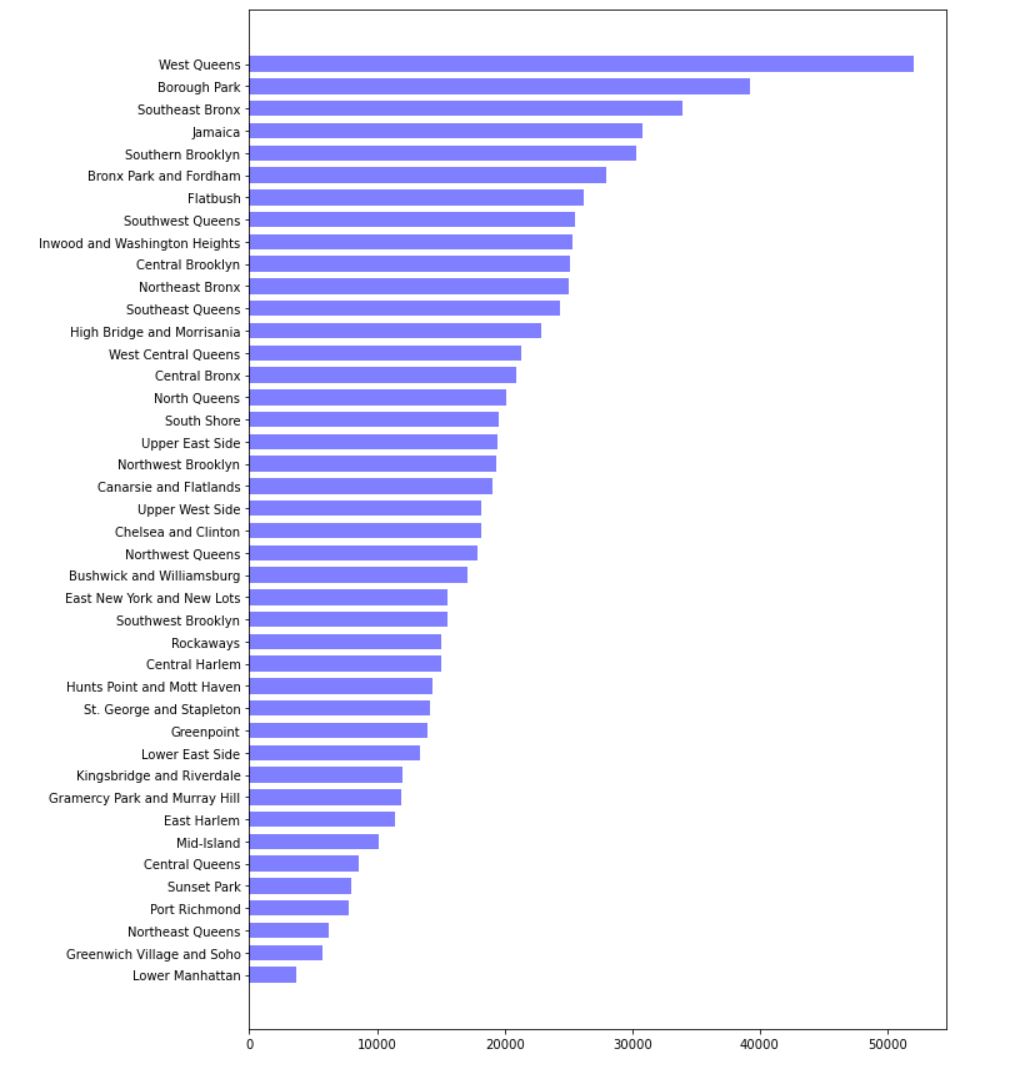 West Queens
Borough Park
Southeast Bronx
Jamaica
Southern Brooklyn
Bronx Park and Fordham
Flatbush
Southwest Queens
Inwood and Washington Heights
Central Brooklyn
Northeast Bronx
Southeast Queens
High Bridge and Morrisania
West Central Queens
Central Bronx
North Queens
South Shore
Upper East Side
Northwest Brooklyn
Canarsie and Flatlands
Upper West Side
Chelsea and Clinton
Northwest Queens
Bushwick and Williamsburg
East New York and New Lots
Southwest Brooklyn
Rockaways
Central Harlem
Hunts Point and Mott Haven
St. George and Stapleton
Greenpoint
Lower East Side
Kingsbridge and Riverdale
Gramercy Park and Murray Hill
East Harlem
Mid-Island
Central Queens
Sunset Park
Port Richmond
Northeast Queens
Greenwich Village and Soho
Lower Manhattan
0 10000 20000 30000 40000 50000